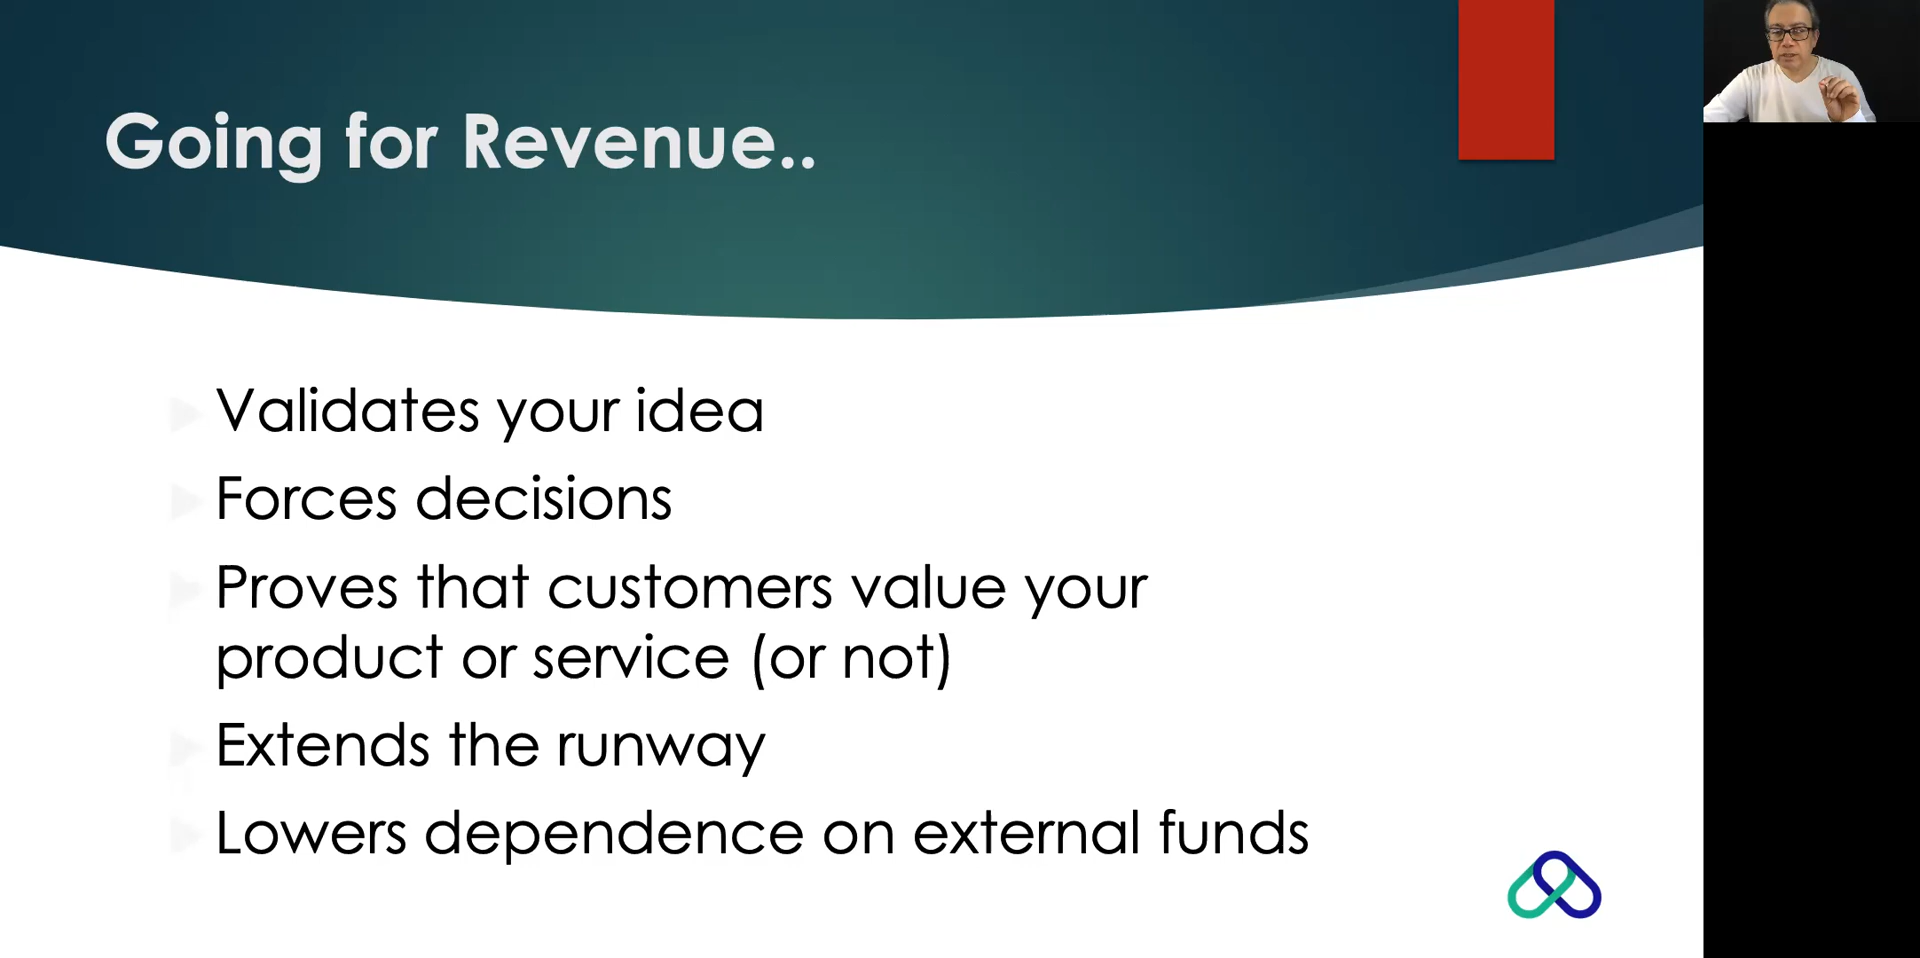 Going for Revenue..
Validates your idea
Forces decisions
Proves that customers value your
product or service (or not)
Extends the runway
Lowers dependence on external funds